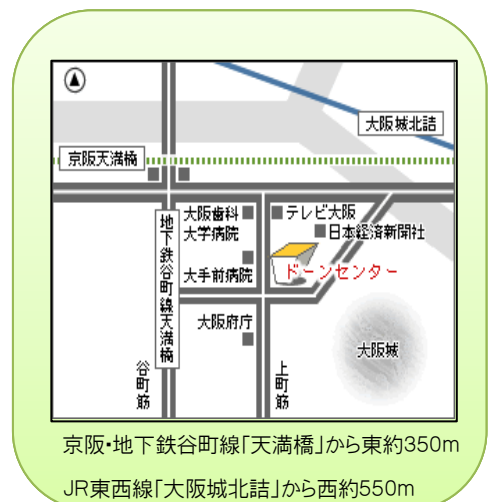 大阪城北詰
京阪天満橋
地下鉄谷町線天満橋
大阪歯科
大学病院
テレビ大阪
日本経済新聞社
大手前病院
ドーンセンター
大阪府庁
大阪城
谷町筋
上町筋
京阪・地下鉄谷町線「天満橋」から東約350m
JR東西線「大阪城北詰」から西約550m